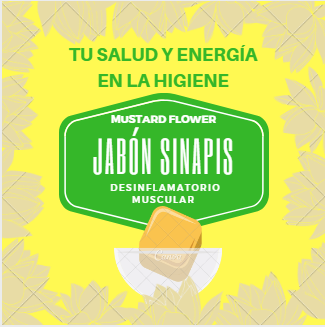 TU SALUD Y ENERGÍA
EN LA HIGIENE
MUSTARD FLOWER
JABÓN SINAPIS
DESINFLAMATORIO
MUSCULAR